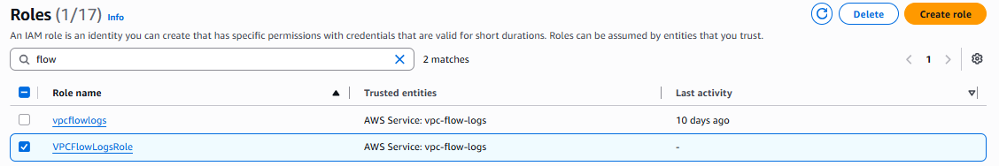 Roles (1/17) Info
Delete
Create role
An IAM role is an identity you can create that has specific permissions with credentials that are valid for short durations. Roles can be assumed by entities that you trust.
flow
2 matches
1
Role name
Trusted entities
Last activity
vpcflowlogs
AWS Service: vpc-flow-logs
10 days ago
VPCFlowLogsRole
AWS Service: vpc-flow-logs
-